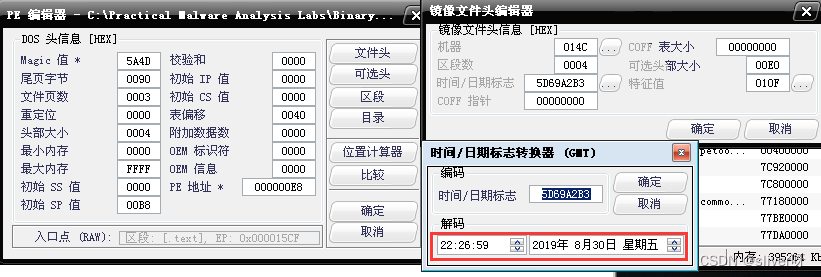 PE 编辑器 - C:\Practical Malware Analysis Labs\Binary...
DOS 头信息 [HEX]
Magic 值 * 5A4D 校验和 0000
尾页字节 0090 初始 IP 值 0000
文件页数 0003 初始 CS 值 0000
重定位 0000 表偏移 0040
头部大小 0004 附加数据数 0000
最小内存 0000 OEM 标识符 0000
最大内存 FFFF OEM 信息 0000
初始 SS 值 0000 PE 地址 * 000000E8
初始 SP 值 00B8
入口点 (RAW): 区段: [.text], EP: 0x000015CF
文件头
可选头
区段
目录
位置计算器
比较
确定
取消
镜像文件头编辑器
镜像文件头信息 [HEX]
机器 014C ... COFF 表大小 00000000
区段数 0004 可选头部大小 00E0
时间/日期标志 5D69A2B3 ... 特征值 010F ...
COFF 指针 00000000
确定 取消
时间/日期标志转换器 (GMT)
编码
时间/日期标志 5D69A2B3 确定
取消
解码
22:26:59 2019年 8月30日 星期五
petoo... 00400000
7C920000
7C800000
commo... 77180000
77BE0000
77DA0000
内存: 395264 Kb